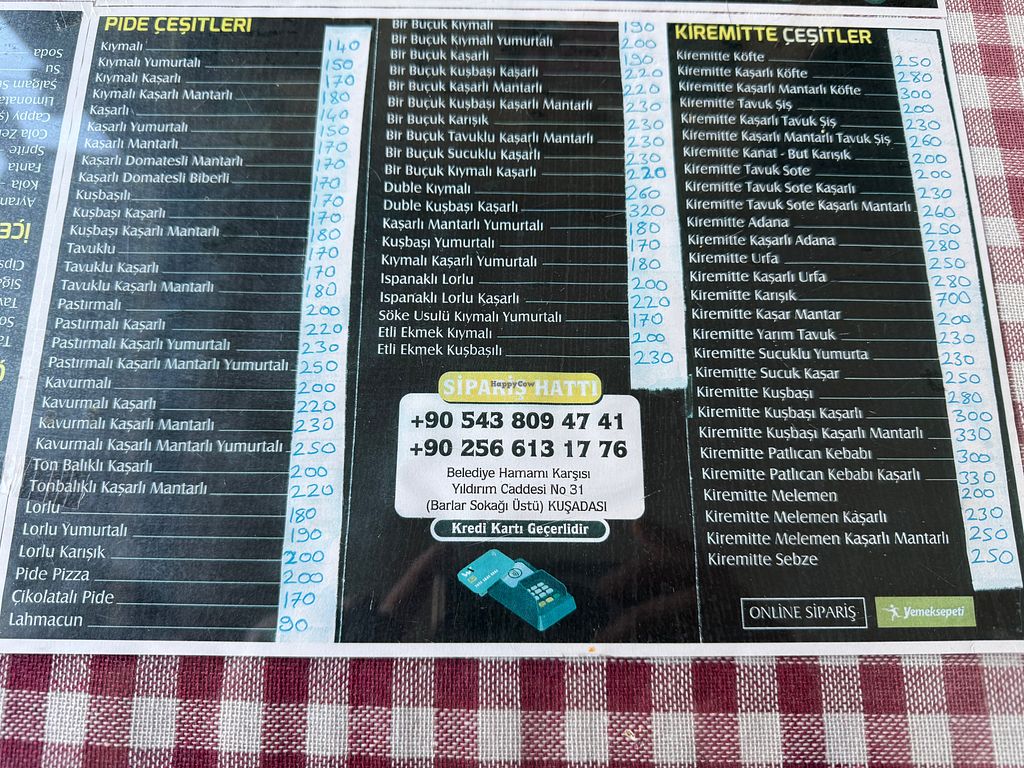 PİDE ÇEŞİTLERİ
Kıymalı 140
Kıymalı Yumurtalı 150
Kıymalı Kaşarlı 170
Kıymalı Kaşarlı Mantarlı 180
Kaşarlı 140
Kaşarlı Yumurtalı 150
Kaşarlı Mantarlı 170
Kaşarlı Domatesli Mantarlı 170
Kaşarlı Domatesli Biberli 170
Kuşbaşılı 170
Kuşbaşı Kaşarlı 170
Kuşbaşı Kaşarlı Mantarlı 180
Tavuklu 170
Tavuklu Kaşarlı 170
Tavuklu Kaşarlı Mantarlı 180
Pastırmalı 200
Pastırmalı Kaşarlı 220
Pastırmalı Kaşarlı Yumurtalı 230
Pastırmalı Kaşarlı Mantarlı Yumurtalı 250
Kavurmalı 200
Kavurmalı Kaşarlı 220
Kavurmalı Kaşarlı Mantarlı 230
Kavurmalı Kaşarlı Mantarlı Yumurtalı 250
Ton Balıklı Kaşarlı 200
Tonbalıklı Kaşarlı Mantarlı 220
Lorlu 180
Lorlu Yumurtalı 190
Lorlu Karışık 200
Pide Pizza 200
Çikolatalı Pide 170
Lahmacun 90
Bir Buçuk Kıymalı 190
Bir Buçuk Kıymalı Yumurtalı 200
Bir Buçuk Kaşarlı 190
Bir Buçuk Kuşbaşı Kaşarlı 220
Bir Buçuk Kaşarlı Mantarlı 220
Bir Buçuk Kuşbaşı Kaşarlı Mantarlı 230
Bir Buçuk Karışık 230
Bir Buçuk Tavuklu Kaşarlı Mantarlı 230
Bir Buçuk Sucuklu Kaşarlı 230
Bir Buçuk Kıymalı Kaşarlı 220
Duble Kıymalı 260
Duble Kuşbaşı Kaşarlı 320
Kaşarlı Mantarlı Yumurtalı 180
Kuşbaşı Yumurtalı 170
Kıymalı Kaşarlı Yumurtalı 180
Ispanaklı Lorlu 200
Ispanaklı Lorlu Kaşarlı 220
Söke Usulü Kıymalı Yumurtalı 170
Etli Ekmek Kıymalı 200
Etli Ekmek Kuşbaşılı 230
SİPARİŞ HATTI
HappyCow
+90 543 809 47 41
+90 256 613 17 76
Belediye Hamamı Karşısı
Yıldırım Caddesi No 31
(Barlar Sokağı Üstü) KUŞADASI
Kredi Kartı Geçerlidir
KİREMİTTE ÇEŞİTLER
Kiremitte Köfte 250
Kiremitte Kaşarlı Köfte 280
Kiremitte Kaşarlı Mantarlı Köfte 300
Kiremitte Tavuk Şiş 200
Kiremitte Kaşarlı Tavuk Şiş 230
Kiremitte Kaşarlı Mantarlı Tavuk Şiş 260
Kiremitte Kanat - But Karışık 200
Kiremitte Tavuk Sote 200
Kiremitte Tavuk Sote Kaşarlı 230
Kiremitte Tavuk Sote Kaşarlı Mantarlı 260
Kiremitte Adana 250
Kiremitte Kaşarlı Adana 280
Kiremitte Urfa 250
Kiremitte Kaşarlı Urfa 280
Kiremitte Karışık 700
Kiremitte Kaşar Mantar 200
Kiremitte Yarım Tavuk 230
Kiremitte Sucuklu Yumurta 230
Kiremitte Sucuk Kaşar 250
Kiremitte Kuşbaşı 280
Kiremitte Kuşbaşı Kaşarlı 300
Kiremitte Kuşbaşı Kaşarlı Mantarlı 330
Kiremitte Patlıcan Kebabı 300
Kiremitte Patlıcan Kebabı Kaşarlı 330
Kiremitte Melemen 200
Kiremitte Melemen Kaşarlı 230
Kiremitte Melemen Kaşarlı Mantarlı 250
Kiremitte Sebze 250
ONLİNE SİPARİŞ
Yemeksepeti
Ayran
Kola
Fanta
Sprite
Cola
Cappy
Limonata
Şalgam
Su
Soda